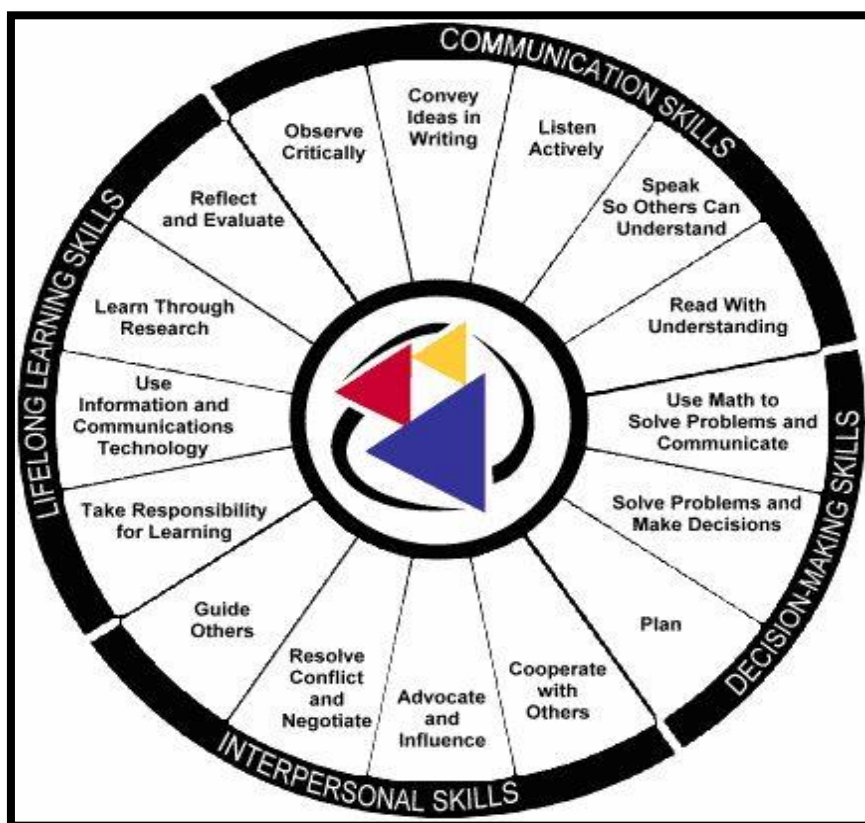 COMMUNICATION SKILLS
Observe
Critically
Convey
Ideas in
Writing
Listen
Actively
Speak
So Others Can
Understand
Read With
Understanding
DECISION-MAKING SKILLS
Use Math to
Solve Problems and
Communicate
Solve Problems and
Make Decisions
Plan
INTERPERSONAL SKILLS
Cooperate
with
Others
Advocate
and
Influence
Resolve
Conflict
and
Negotiate
Guide
Others
LIFELONG LEARNING SKILLS
Take Responsibility
for Learning
Use
Information and
Communications
Technology
Learn Through
Research
Reflect
and Evaluate